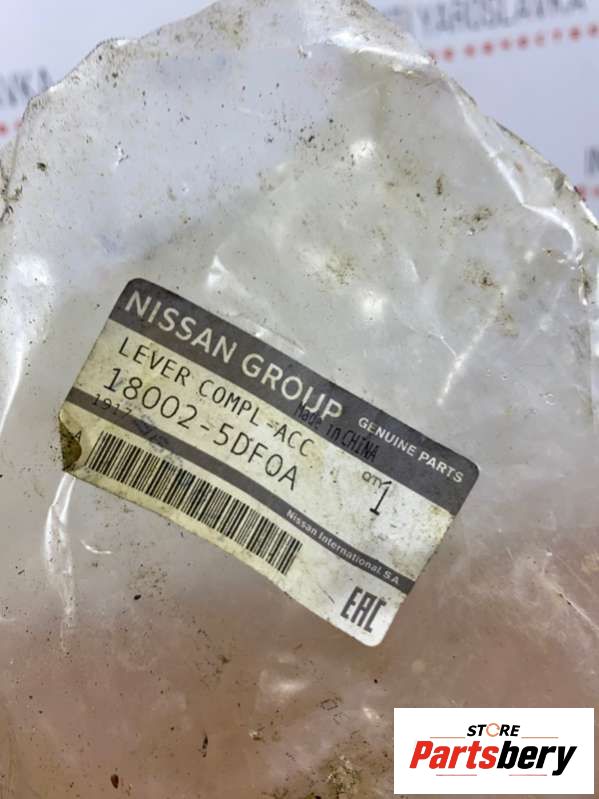 YAROSLAVKA
NISSAN GROUP
GENUINE PARTS
LEVER COMPL-ACC
Made in CHINA
18002-5DF0A
QTY
1
A
Nissan International. S.A.
EAC
STORE
Partsbery